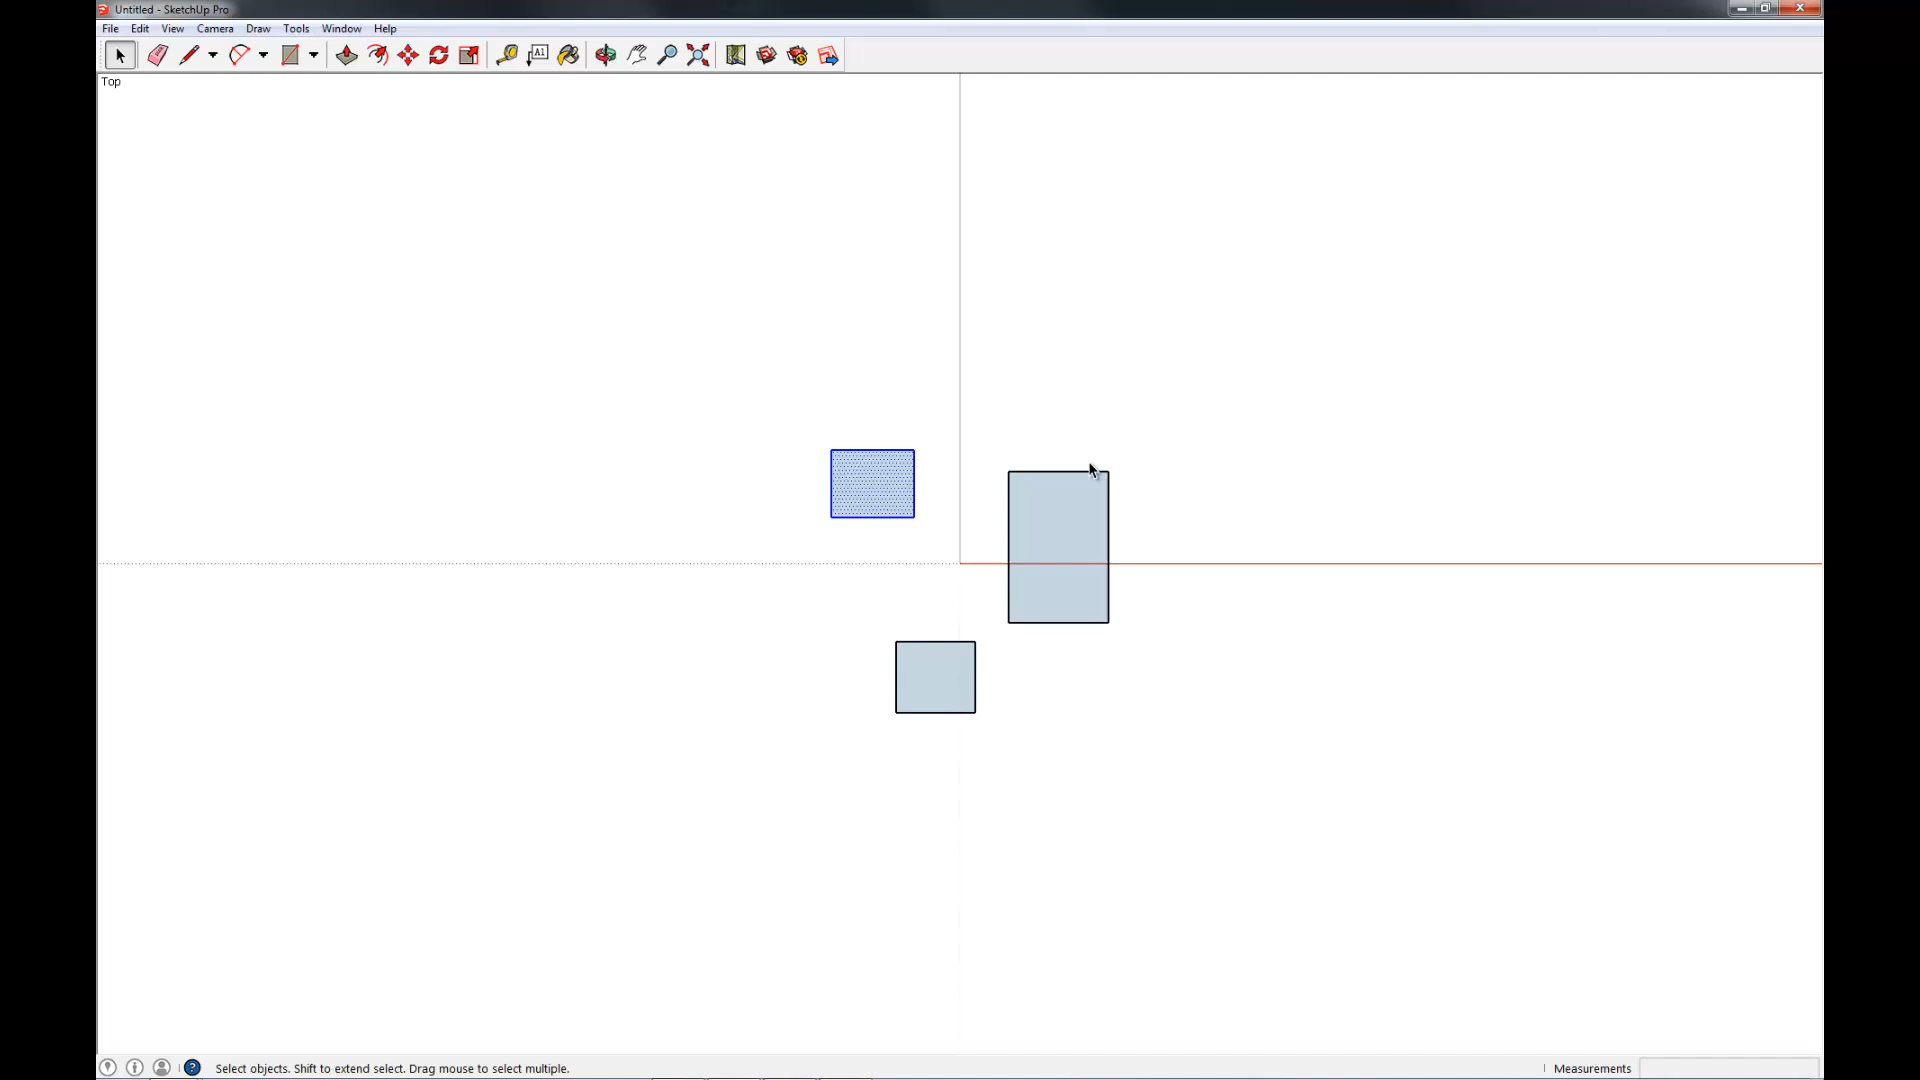 Untitled - SketchUp Pro
File Edit View Camera Draw Tools Window Help
A1
Top
? Select objects. Shift to extend select. Drag mouse to select multiple. Measurements